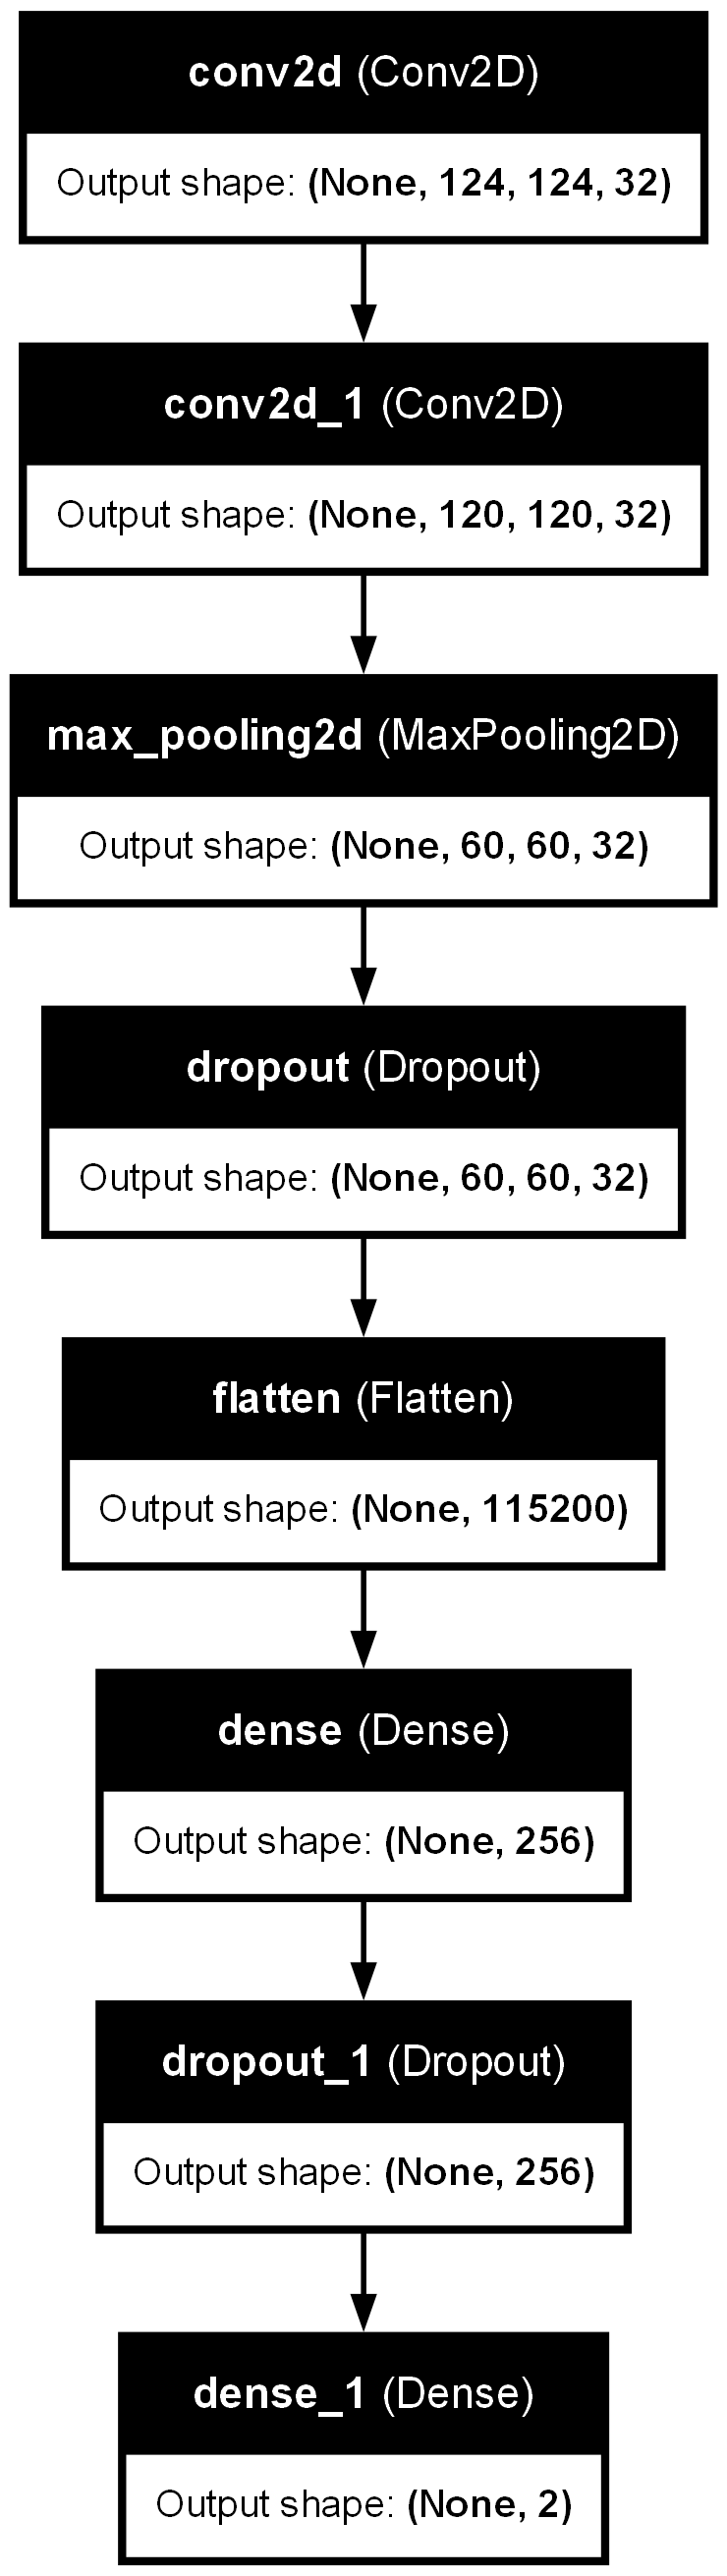 conv2d (Conv2D)
Output shape: (None, 124, 124, 32)
conv2d_1 (Conv2D)
Output shape: (None, 120, 120, 32)
max_pooling2d (MaxPooling2D)
Output shape: (None, 60, 60, 32)
dropout (Dropout)
Output shape: (None, 60, 60, 32)
flatten (Flatten)
Output shape: (None, 115200)
dense (Dense)
Output shape: (None, 256)
dropout_1 (Dropout)
Output shape: (None, 256)
dense_1 (Dense)
Output shape: (None, 2)